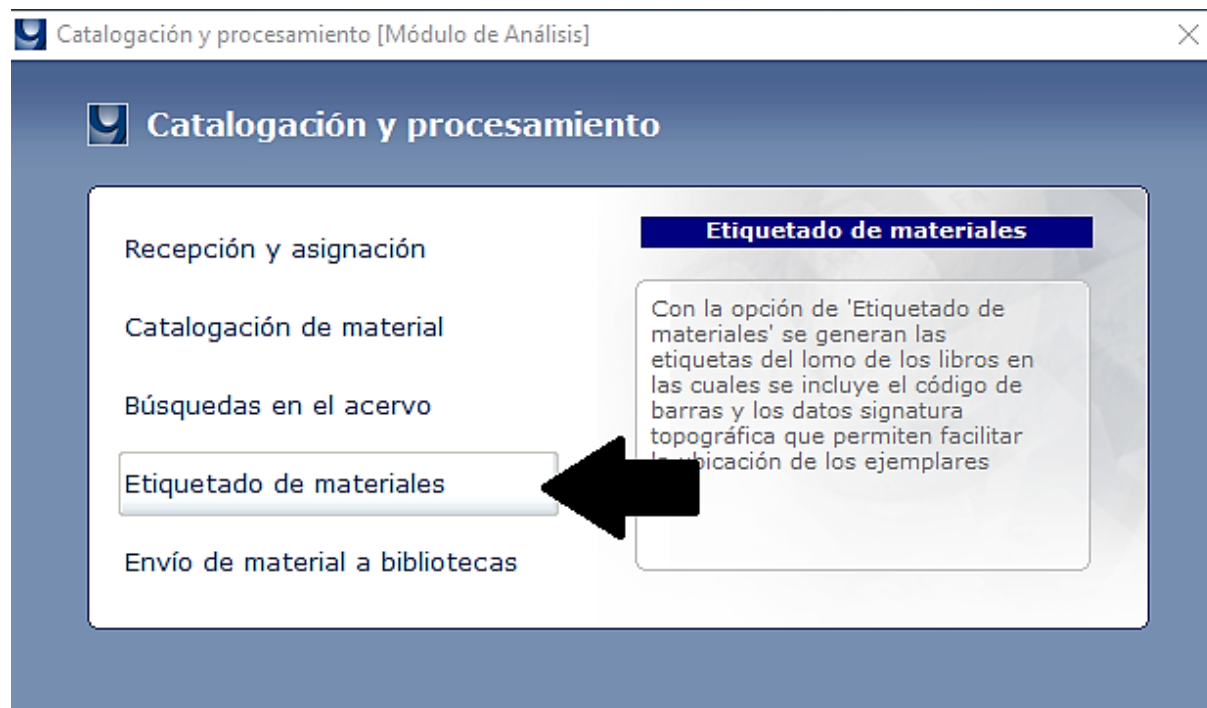 Catalogación y procesamiento [Módulo de Análisis]
Catalogación y procesamiento
Recepción y asignación
Catalogación de material
Búsquedas en el acervo
Etiquetado de materiales
Envío de material a bibliotecas
Etiquetado de materiales
Con la opción de 'Etiquetado de
materiales' se generan las
etiquetas del lomo de los libros en
las cuales se incluye el código de
barras y los datos signatura
topográfica que permiten facilitar
ubicación de los ejemplares